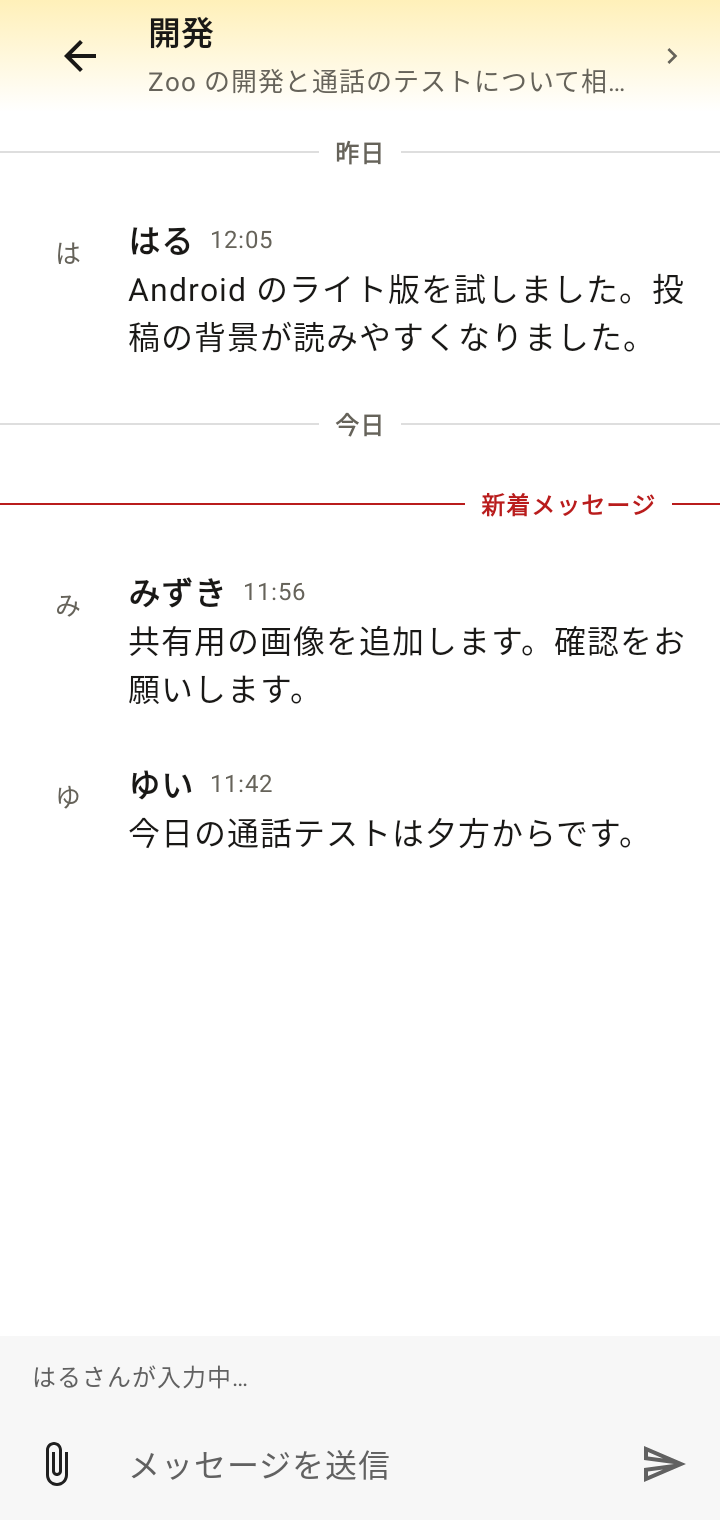 開発
Zoo の開発と通話のテストについて相…
昨日
は
はる 12:05
Android のライト版を試しました。投
稿の背景が読みやすくなりました。
今日
新着メッセージ
み
みずき 11:56
共有用の画像を追加します。確認をお
願いします。
ゆ
ゆい 11:42
今日の通話テストは夕方からです。
はるさんが入力中…
メッセージを送信